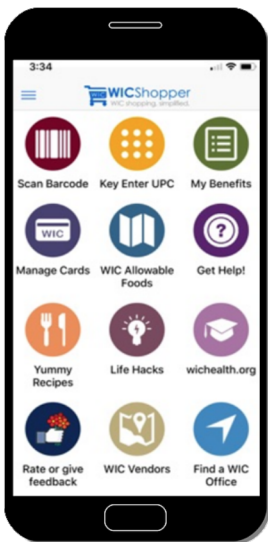 3:34
WICShopper
WIC shopping, simplified.
Scan Barcode
Key Enter UPC
My Benefits
WIC
Manage Cards
WIC Allowable
Foods
?
Get Help!
Yummy
Recipes
Life Hacks
wichealth.org
Rate or give
feedback
WIC Vendors
Find a WIC
Office